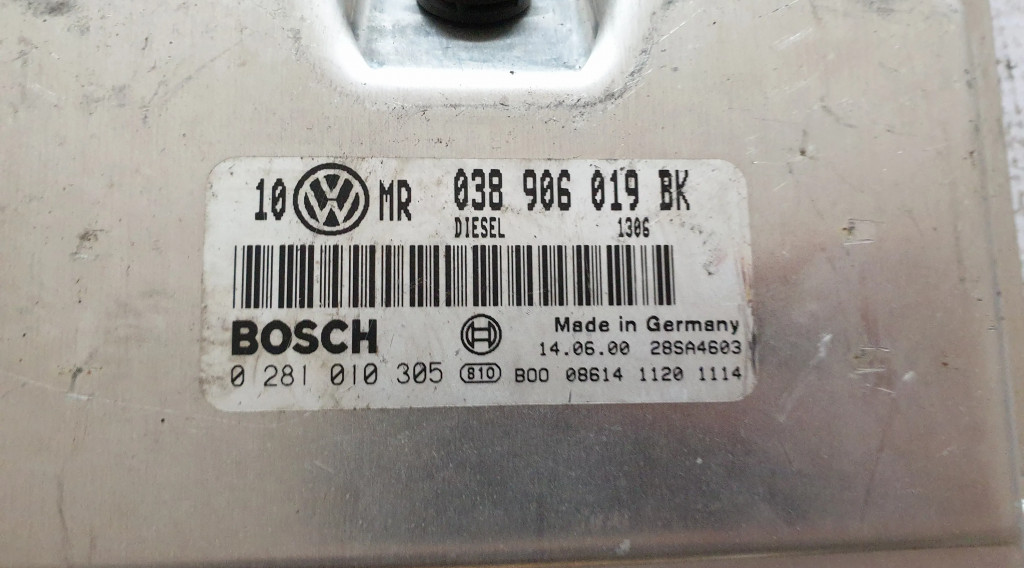 10 VW MR 038 906 019 BK
DIESEL 1306
BOSCH Made in Germany
14.06.00 28SA4603
0 281 010 305 810 B00 08614 1120 1114